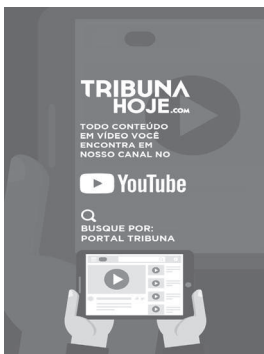 TRIBUNA
HOJE.COM
TODO CONTEÚDO
EM VÍDEO VOCÊ
ENCONTRA EM
NOSSO CANAL NO
YouTube
BUSQUE POR:
PORTAL TRIBUNA